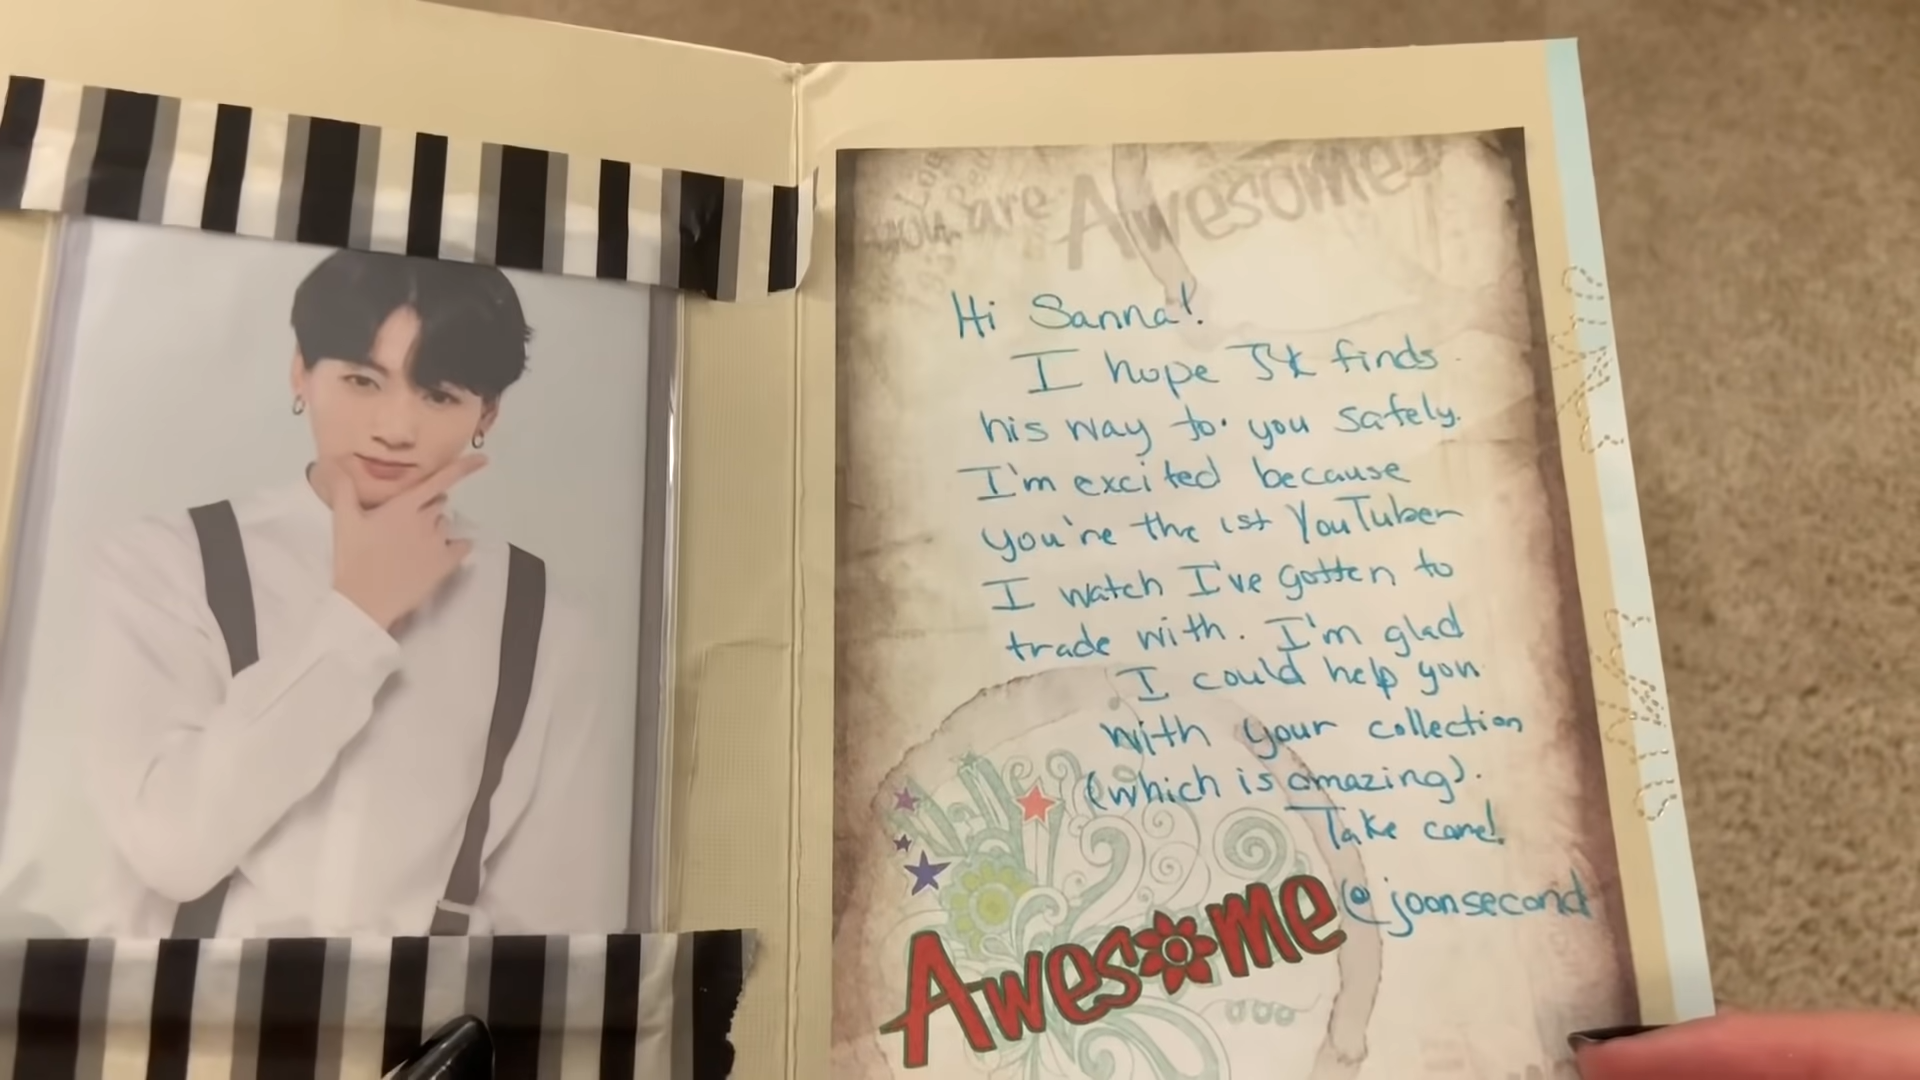 you are Awesome
Hi Sanna!
I hope JK finds
his way to you safely.
I'm excited because
you're the 1st YouTuber
I watch I've gotten to
trade with. I'm glad
I could help you
with your collection
(which is amazing).
Take care!
@joonsecond
Awesome